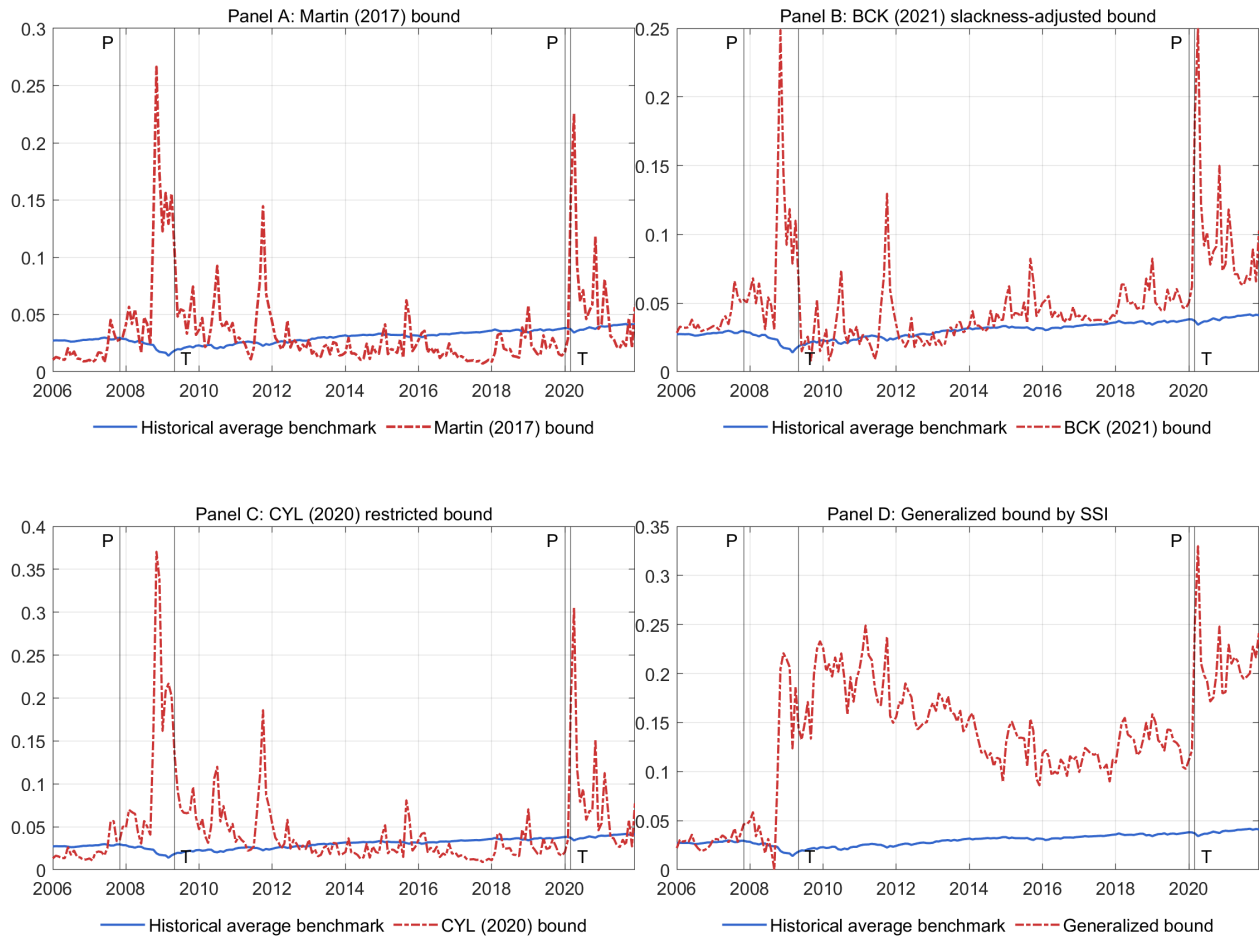 Panel A: Martin (2017) bound
0.3
0.25
0.2
0.15
0.1
0.05
0
P
P
T
T
2006 2008 2010 2012 2014 2016 2018 2020
Historical average benchmark Martin (2017) bound
Panel B: BCK (2021) slackness-adjusted bound
0.25
0.2
0.15
0.1
0.05
0
P
P
T
T
2006 2008 2010 2012 2014 2016 2018 2020
Historical average benchmark BCK (2021) bound
Panel C: CYL (2020) restricted bound
0.4
0.35
0.3
0.25
0.2
0.15
0.1
0.05
0
P
P
T
T
2006 2008 2010 2012 2014 2016 2018 2020
Historical average benchmark CYL (2020) bound
Panel D: Generalized bound by SSI
0.35
0.3
0.25
0.2
0.15
0.1
0.05
0
P
P
T
T
2006 2008 2010 2012 2014 2016 2018 2020
Historical average benchmark Generalized bound